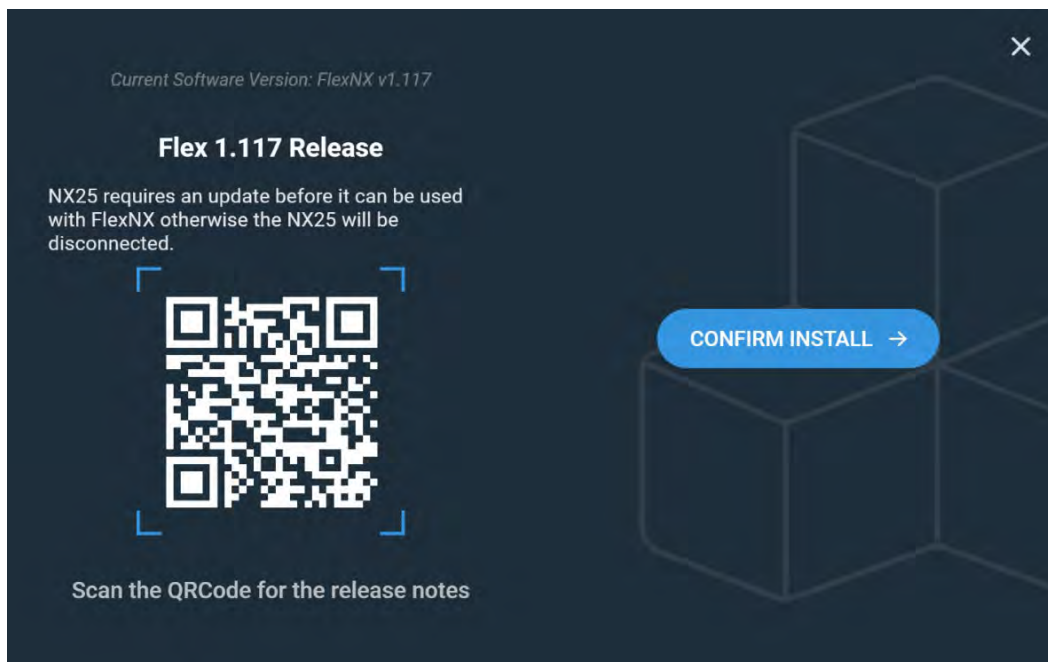 Current Software Version: FlexNX v1.117
Flex 1.117 Release
NX25 requires an update before it can be used
with FlexNX otherwise the NX25 will be
disconnected.
CONFIRM INSTALL →
Scan the QRCode for the release notes